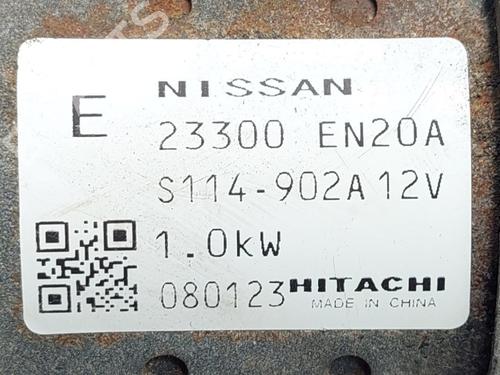 NISSAN
E
23300 EN20A
S114-902A 12V
1.0kW
080123 HITACHI
MADE IN CHINA